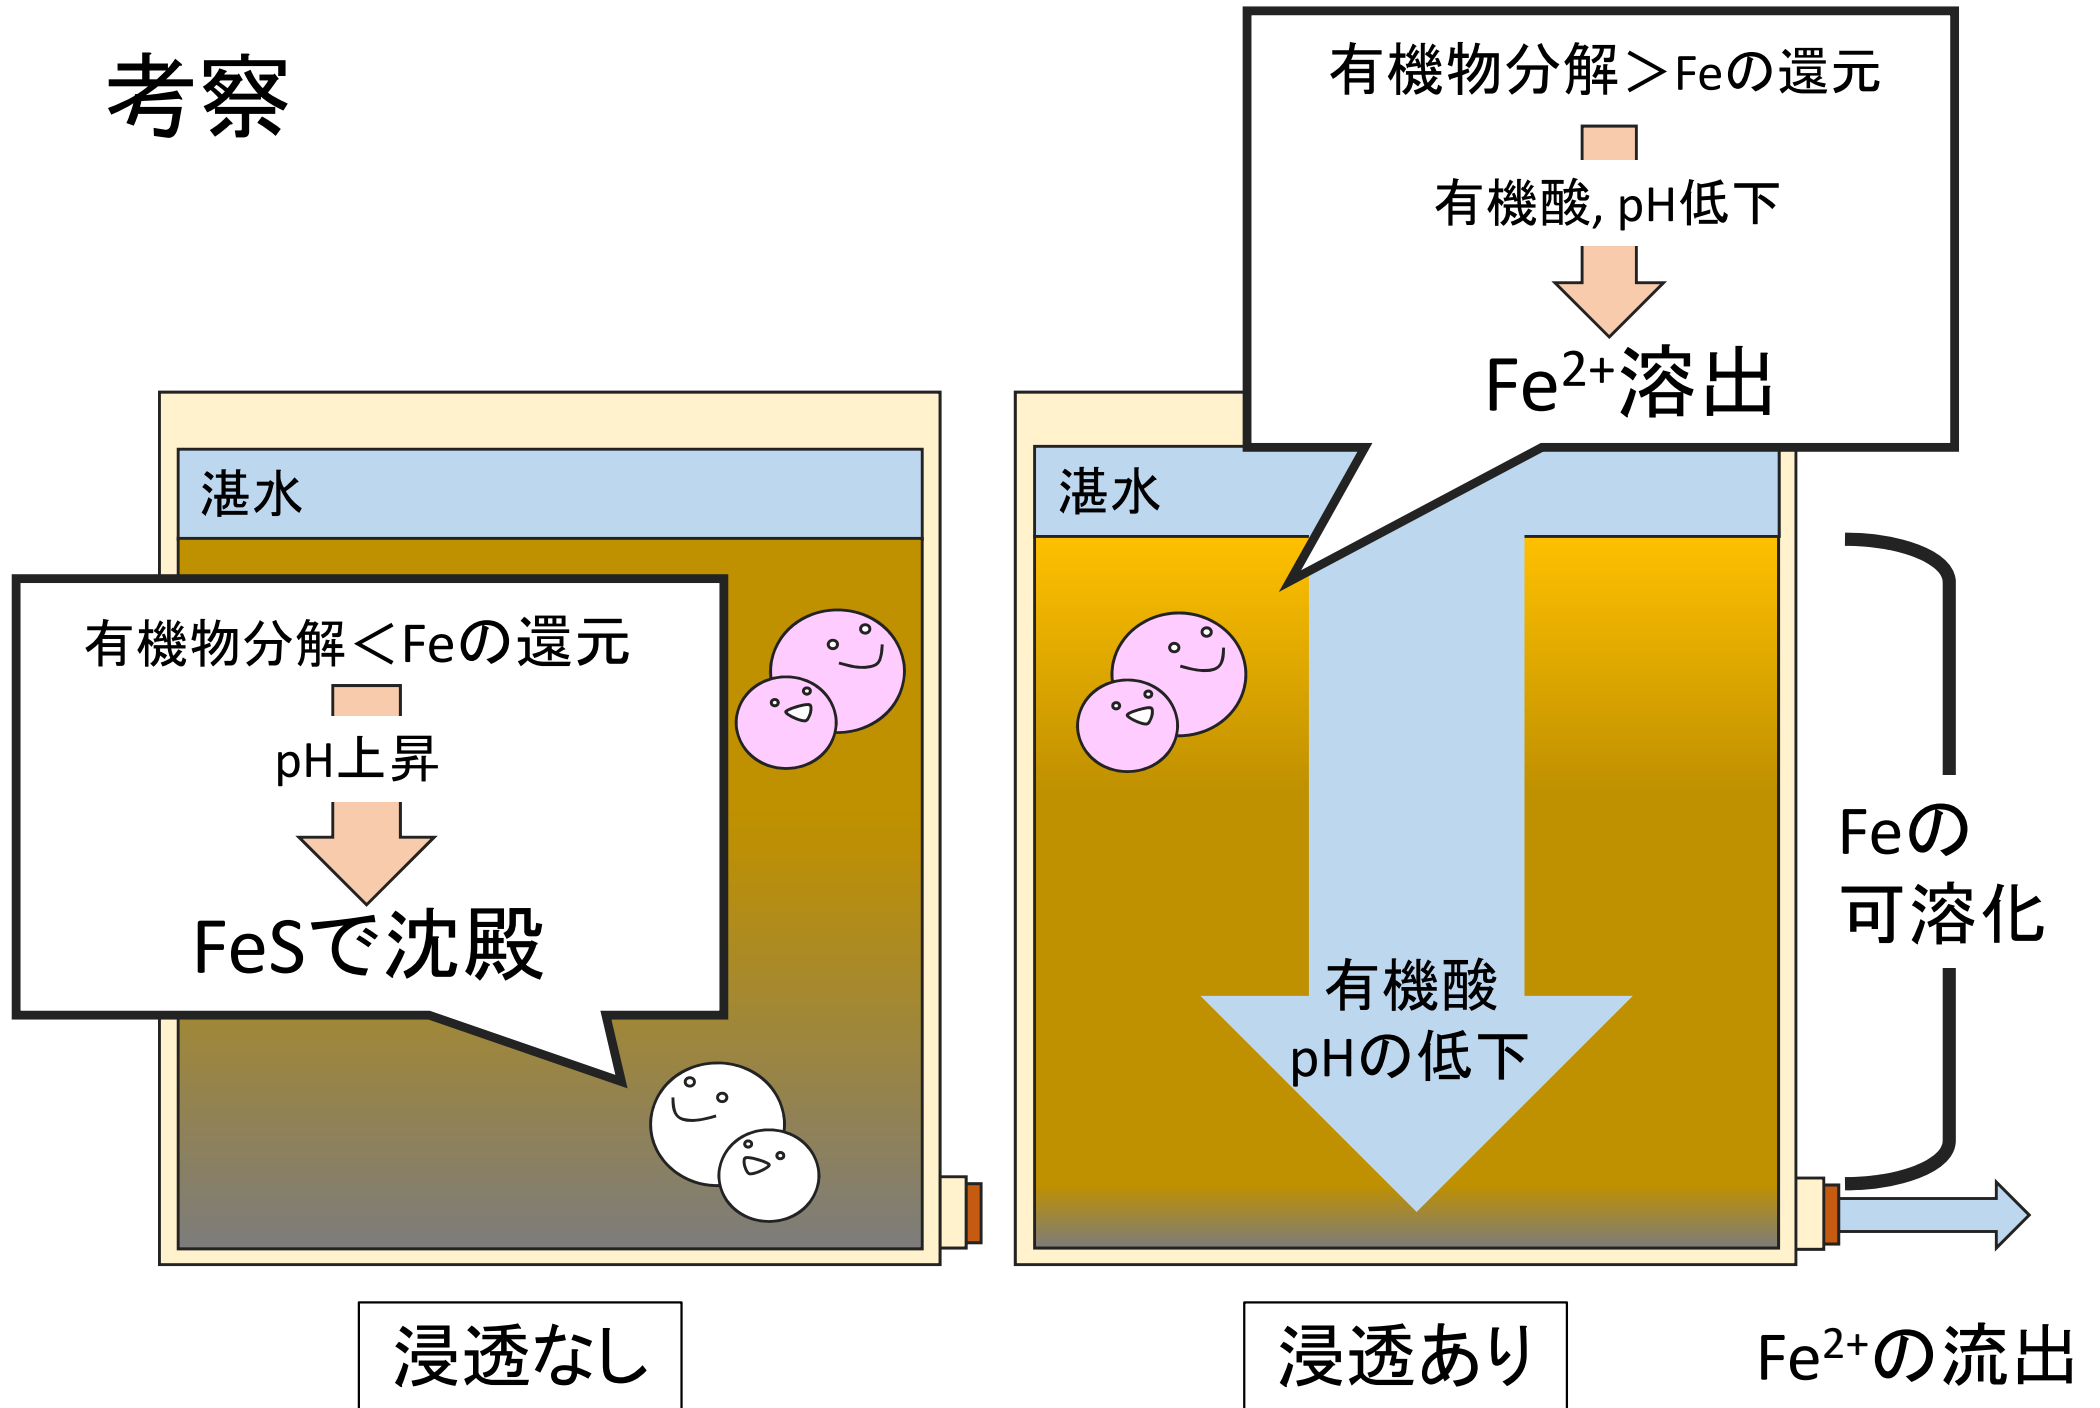 考察
有機物分解＞Feの還元
有機酸, pH低下
Fe²⁺溶出
湛水
湛水
有機物分解＜Feの還元
pH上昇
FeSで沈殿
Feの
可溶化
有機酸
pHの低下
浸透なし
浸透あり
Fe²⁺の流出